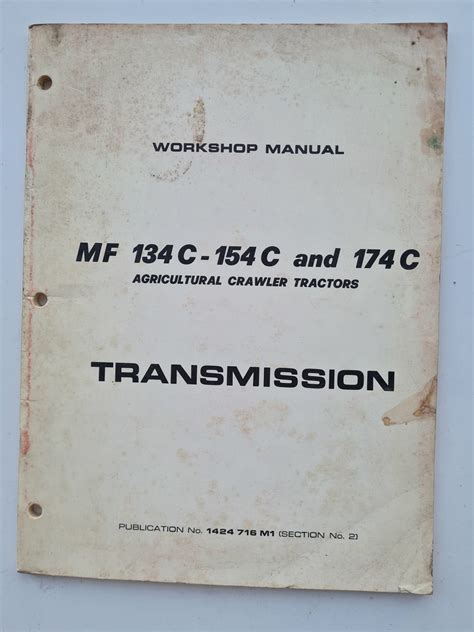 WORKSHOP MANUAL
MF 134 C - 154 C and 174 C
AGRICULTURAL CRAWLER TRACTORS
TRANSMISSION
PUBLICATION No. 1424 716 M1 (SECTION No. 2)